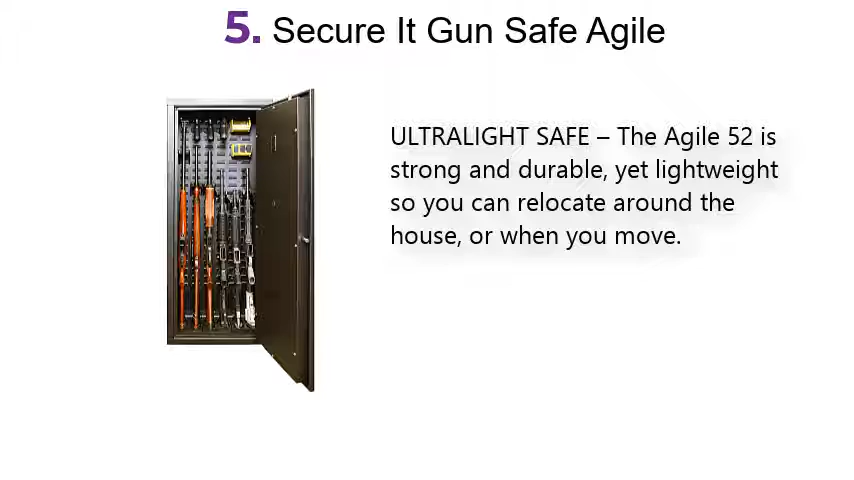 5. Secure It Gun Safe Agile
ULTRALIGHT SAFE – The Agile 52 is
strong and durable, yet lightweight
so you can relocate around the
house, or when you move.